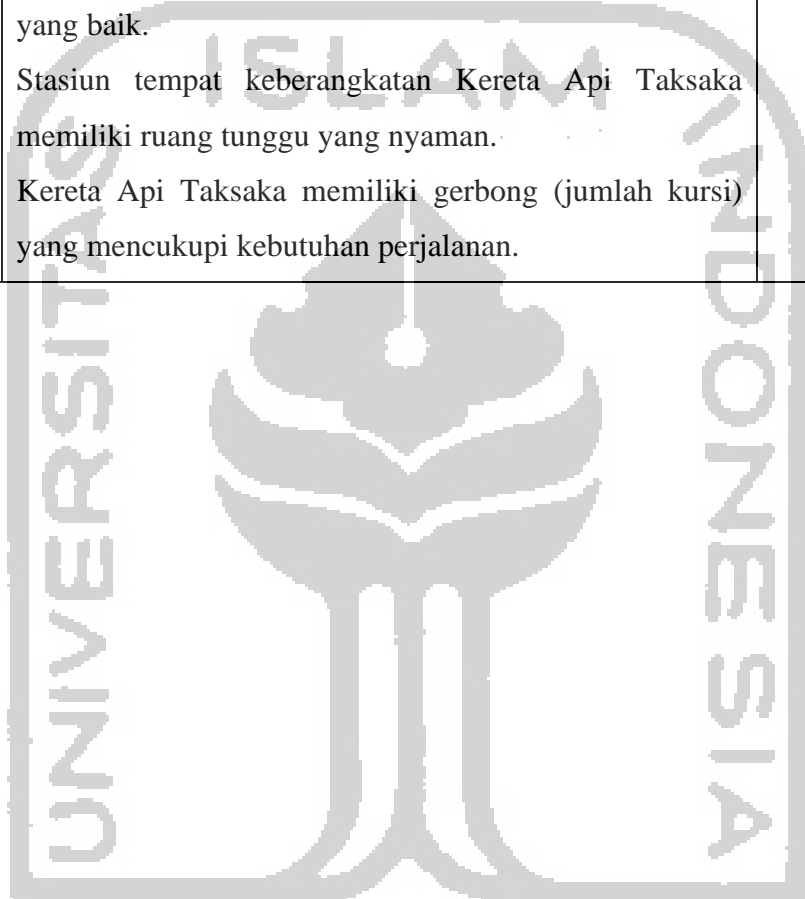 yang baik.
Stasiun tempat keberangkatan Kereta Api Taksaka
memiliki ruang tunggu yang nyaman.
Kereta Api Taksaka memiliki gerbong (jumlah kursi)
yang mencukupi kebutuhan perjalanan.
UNIVERSITAS
ISLAM
INDONESIA